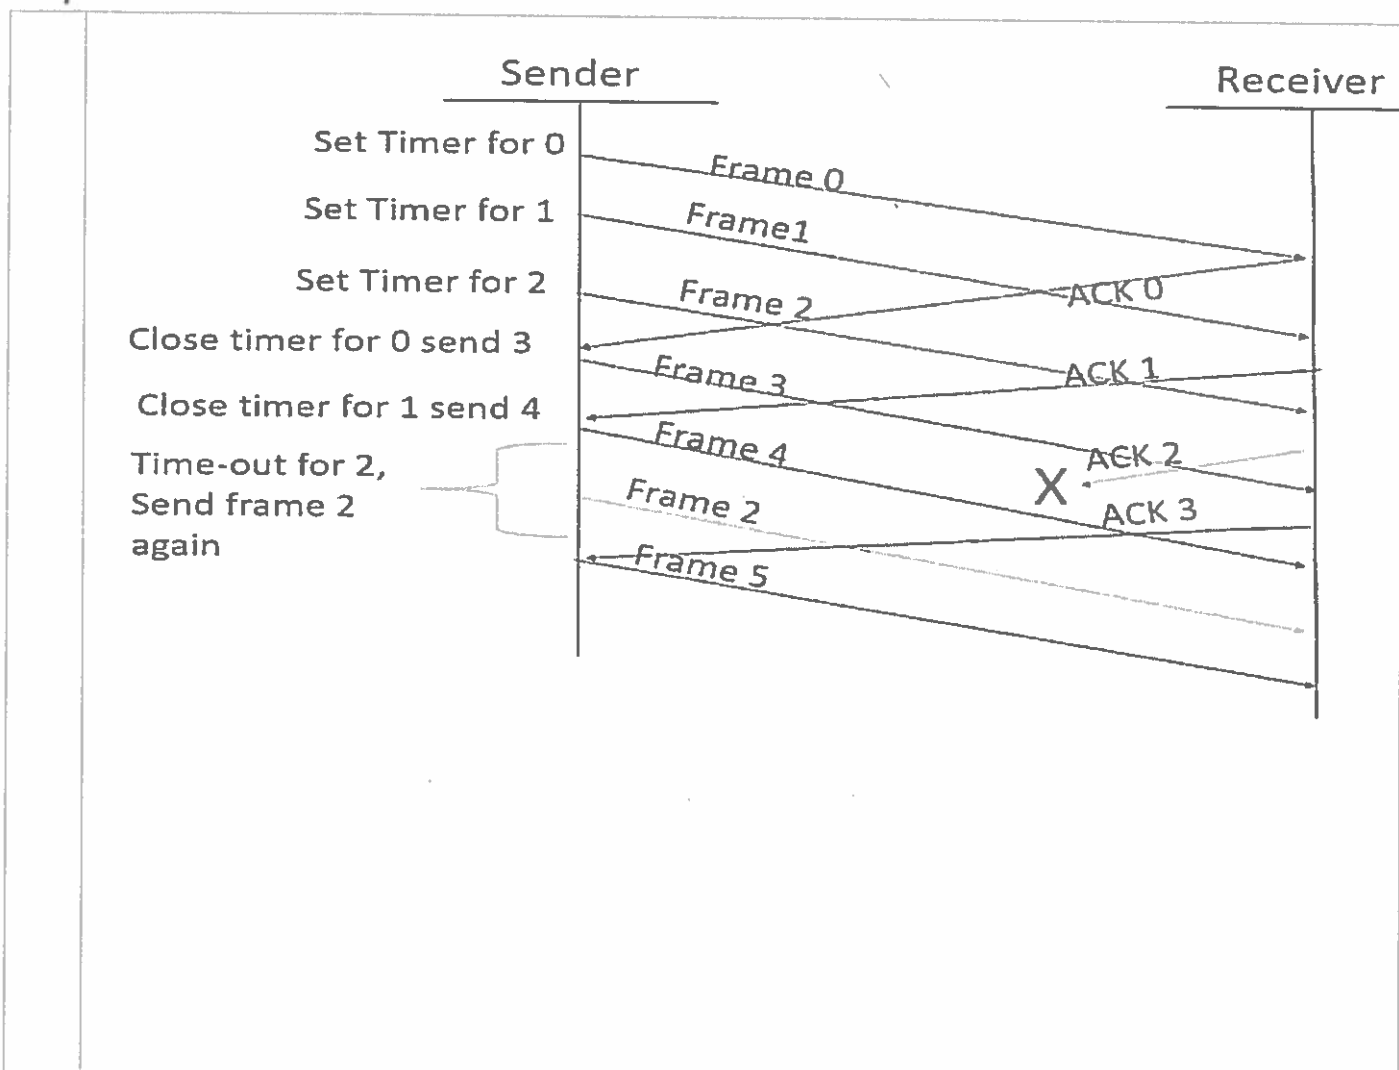 Sender
Receiver
Set Timer for 0
Frame 0
Set Timer for 1
Frame1
Set Timer for 2
Frame 2
ACK 0
Close timer for 0 send 3
Frame 3
ACK 1
Close timer for 1 send 4
Frame 4
ACK 2
X
Time-out for 2,
Send frame 2
again
Frame 2
ACK 3
Frame 5